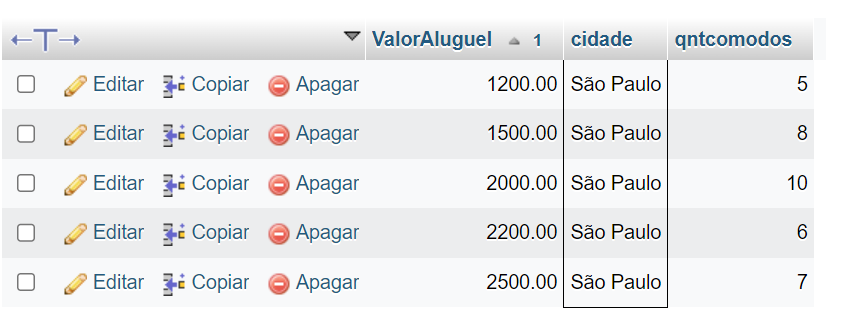 ValorAluguel 1 cidade qntcomodos
Editar Copiar Apagar 1200.00 São Paulo 5
Editar Copiar Apagar 1500.00 São Paulo 8
Editar Copiar Apagar 2000.00 São Paulo 10
Editar Copiar Apagar 2200.00 São Paulo 6
Editar Copiar Apagar 2500.00 São Paulo 7